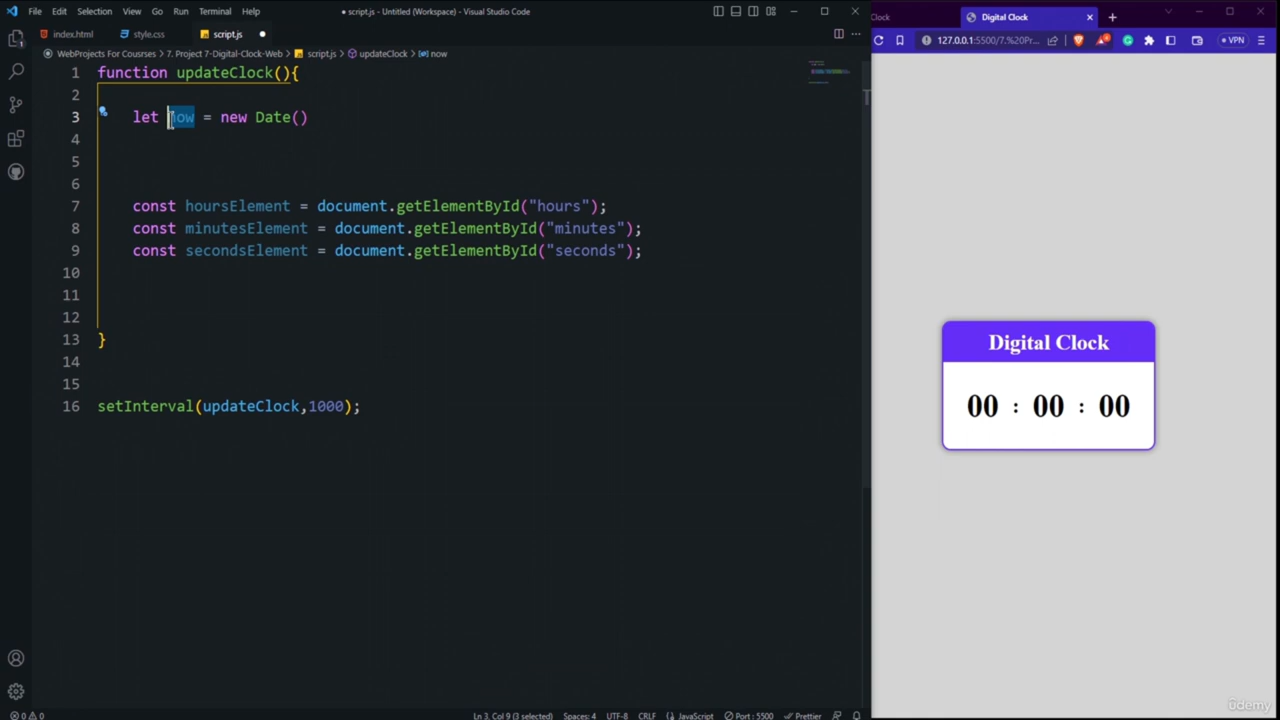 File Edit Selection View Go Run Terminal Help
● script.js - Untitled (Workspace) - Visual Studio Code
index.html style.css script.js
WebProjects For Coursres > 7. Project 7-Digital-Clock-Web > script.js > updateClock > now
1 function updateClock(){
2
3 let now = new Date()
4
5
6
7 const hoursElement = document.getElementById("hours");
8 const minutesElement = document.getElementById("minutes");
9 const secondsElement = document.getElementById("seconds");
10
11
12
13 }
14
15
16 setInterval(updateClock,1000);
0 0 Ln 3, Col 9 (3 selected) Spaces: 4 UTF-8 CRLF {} JavaScript Port : 5500 Prettier
Clock Digital Clock
127.0.0.1:5500/7.%20Pr... VPN
Digital Clock
00 : 00 : 00
ûdemy